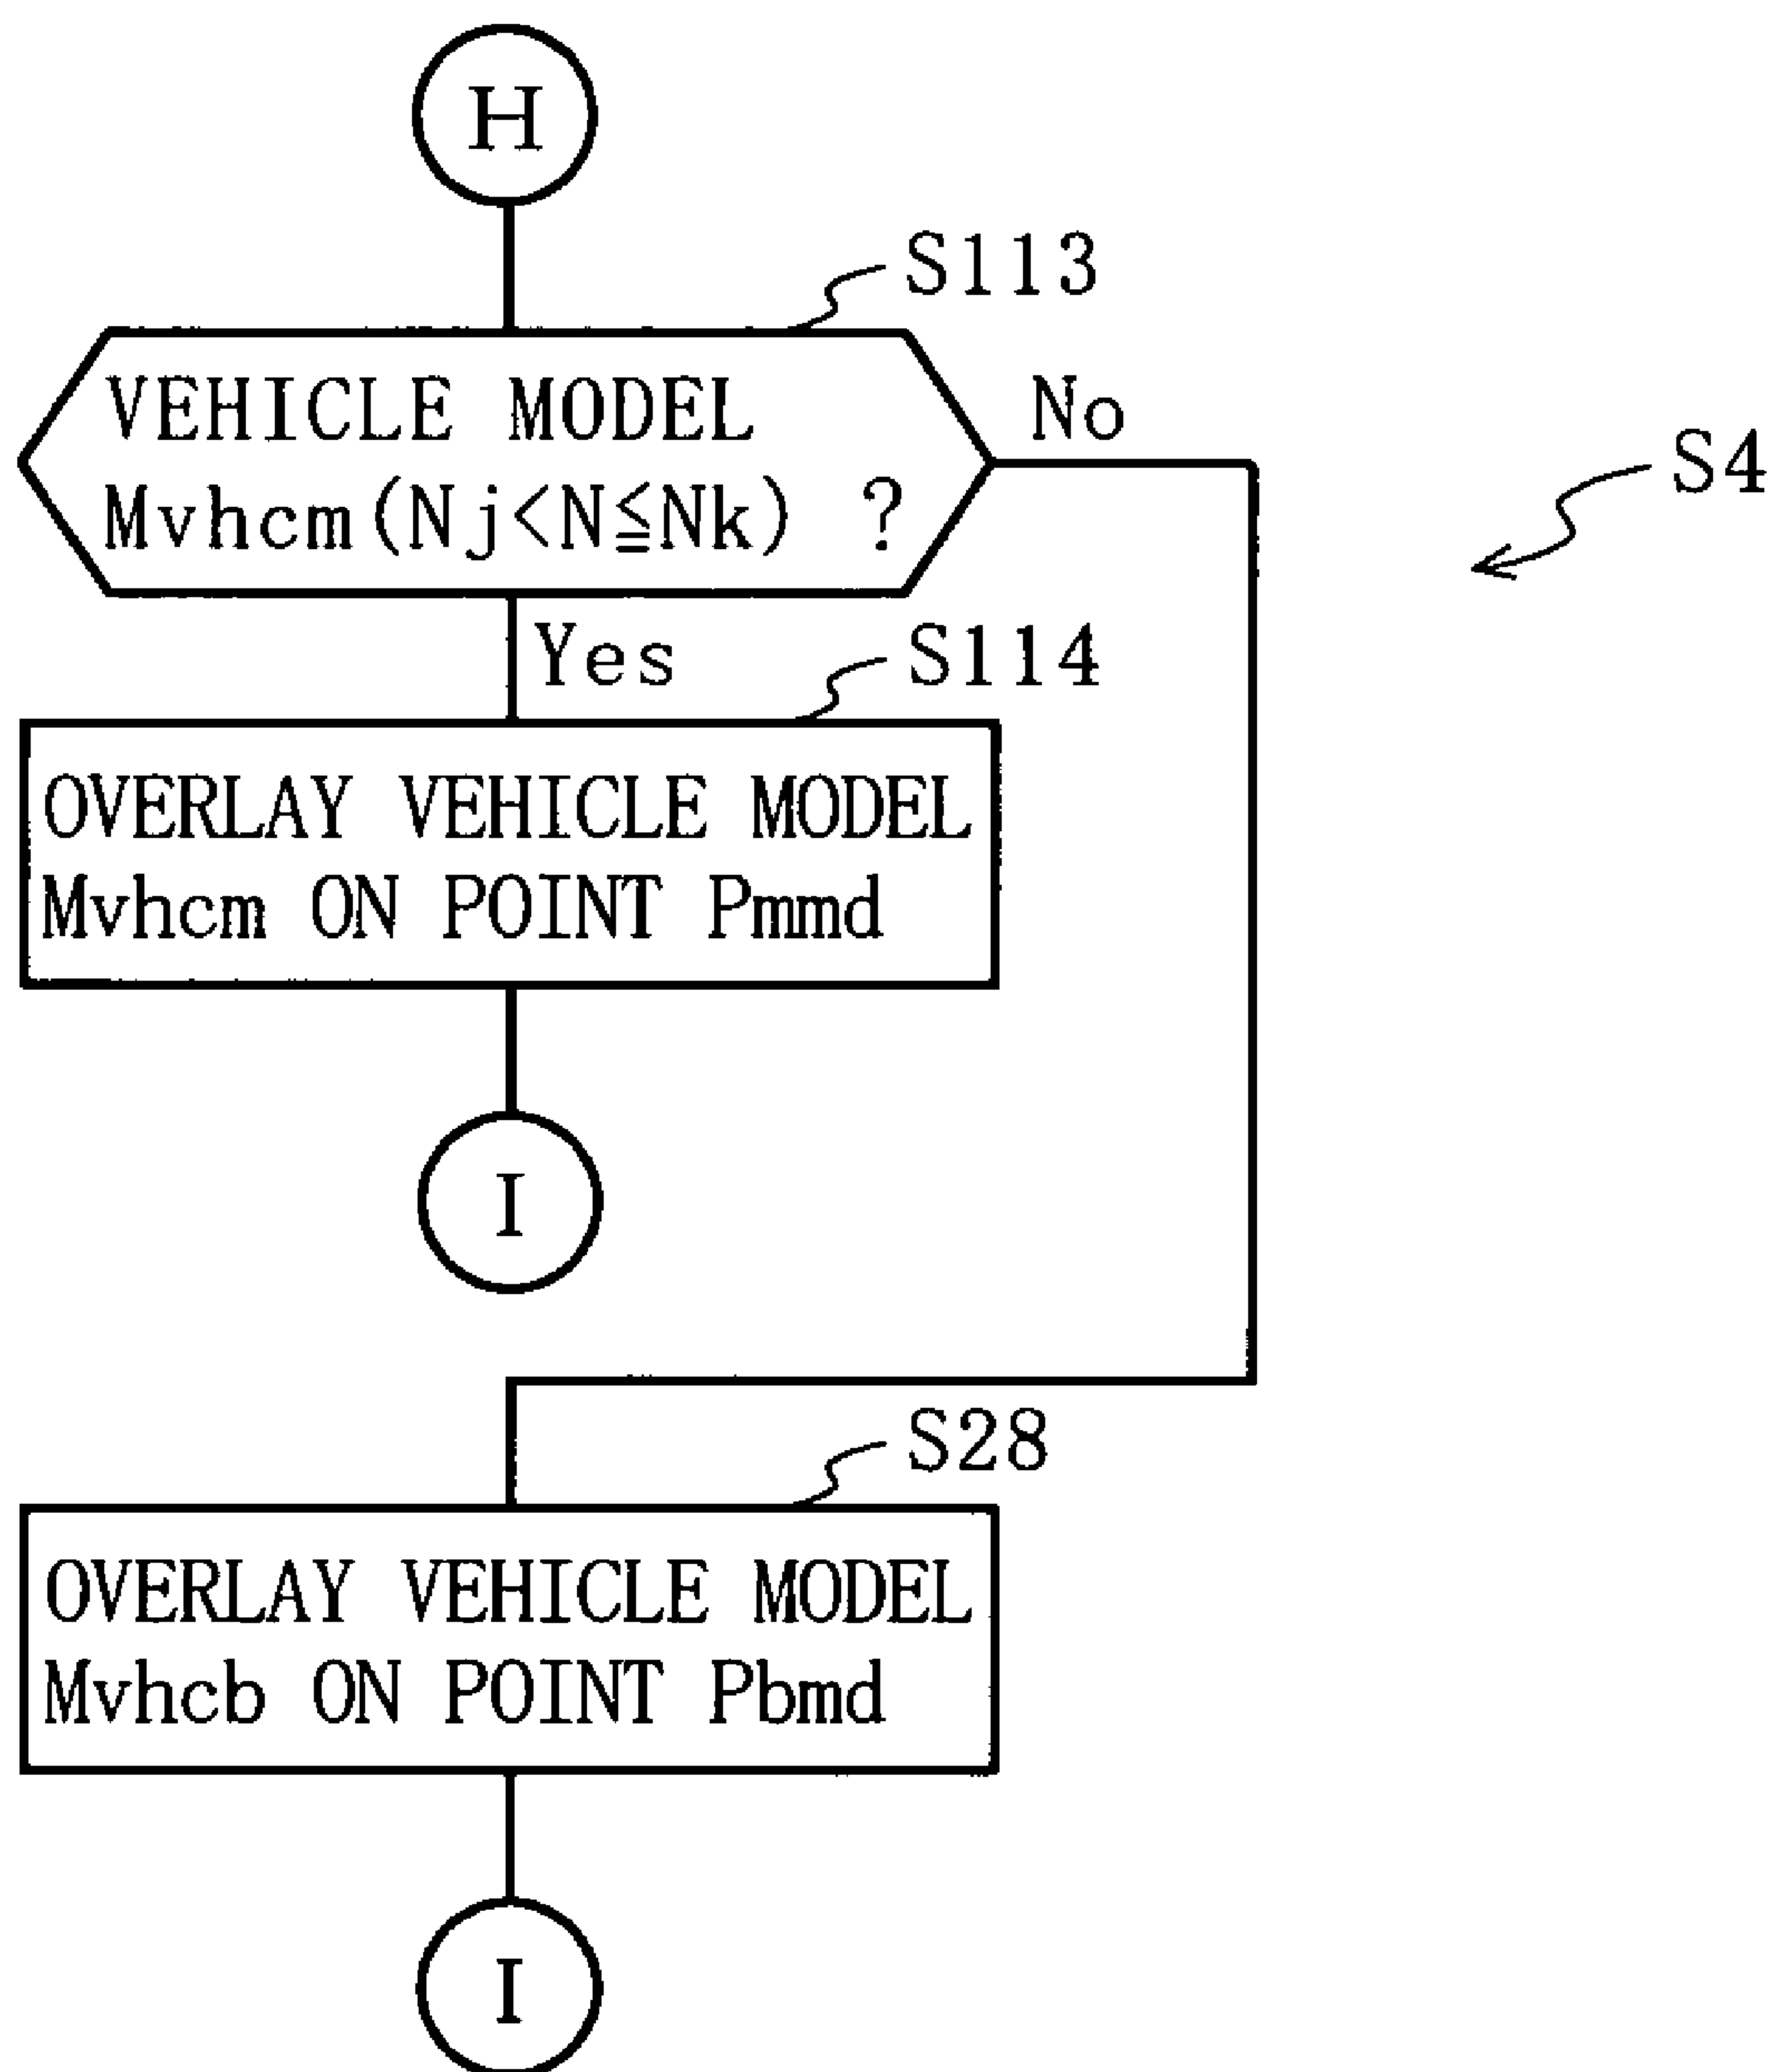 H
S113
VEHICLE MODEL
Mvhcm(Nj<N≦Nk) ?
No
S4
Yes
S114
OVERLAY VEHICLE MODEL
Mvhcm ON POINT Pmmd
I
S28
OVERLAY VEHICLE MODEL
Mvhcb ON POINT Pbmd
I